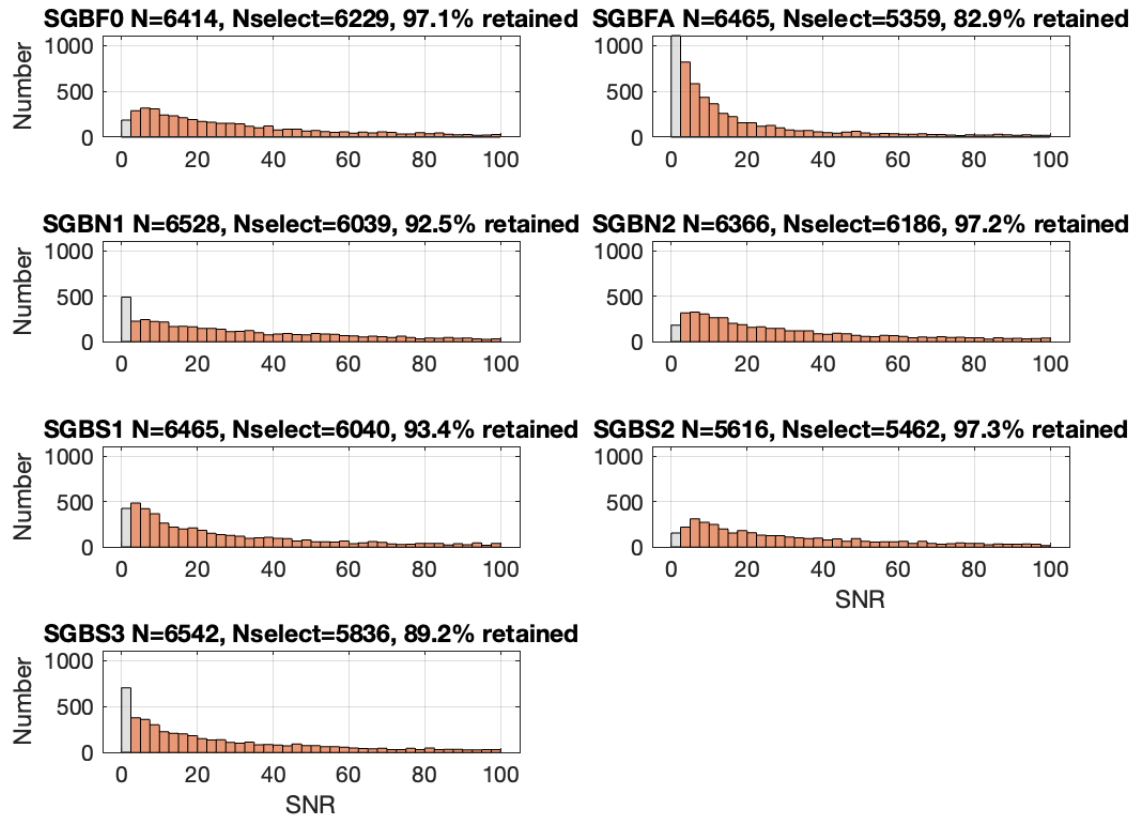 SGBF0 N=6414, Nselect=6229, 97.1% retained
1000
500
0
Number
0 20 40 60 80 100
SGBFA N=6465, Nselect=5359, 82.9% retained
1000
500
0
0 20 40 60 80 100
SGBN1 N=6528, Nselect=6039, 92.5% retained
1000
500
0
Number
0 20 40 60 80 100
SGBN2 N=6366, Nselect=6186, 97.2% retained
1000
500
0
0 20 40 60 80 100
SGBS1 N=6465, Nselect=6040, 93.4% retained
1000
500
0
Number
0 20 40 60 80 100
SGBS2 N=5616, Nselect=5462, 97.3% retained
1000
500
0
0 20 40 60 80 100
SNR
SGBS3 N=6542, Nselect=5836, 89.2% retained
1000
500
0
Number
0 20 40 60 80 100
SNR